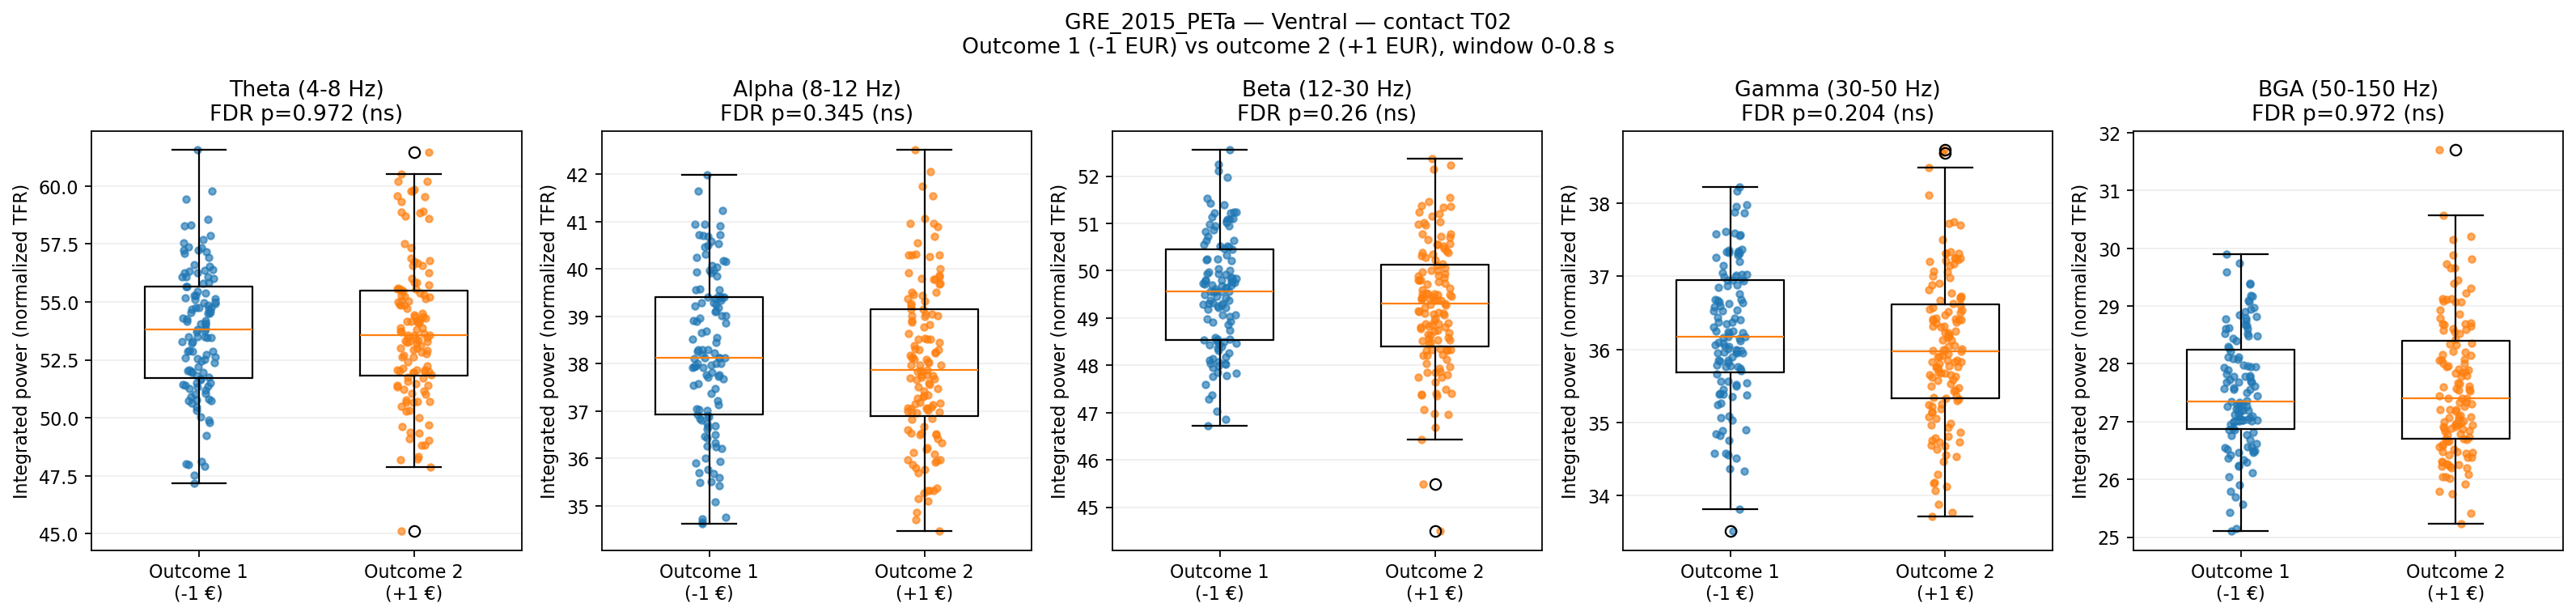 GRE_2015_PETa — Ventral — contact T02
Outcome 1 (-1 EUR) vs outcome 2 (+1 EUR), window 0-0.8 s
Theta (4-8 Hz)
FDR p=0.972 (ns)
Integrated power (normalized TFR)
60.0
57.5
55.0
52.5
50.0
47.5
45.0
Outcome 1
(-1 €)
Outcome 2
(+1 €)
Alpha (8-12 Hz)
FDR p=0.345 (ns)
Integrated power (normalized TFR)
42
41
40
39
38
37
36
35
Outcome 1
(-1 €)
Outcome 2
(+1 €)
Beta (12-30 Hz)
FDR p=0.26 (ns)
Integrated power (normalized TFR)
52
51
50
49
48
47
46
45
Outcome 1
(-1 €)
Outcome 2
(+1 €)
Gamma (30-50 Hz)
FDR p=0.204 (ns)
Integrated power (normalized TFR)
38
37
36
35
34
Outcome 1
(-1 €)
Outcome 2
(+1 €)
BGA (50-150 Hz)
FDR p=0.972 (ns)
Integrated power (normalized TFR)
32
31
30
29
28
27
26
25
Outcome 1
(-1 €)
Outcome 2
(+1 €)